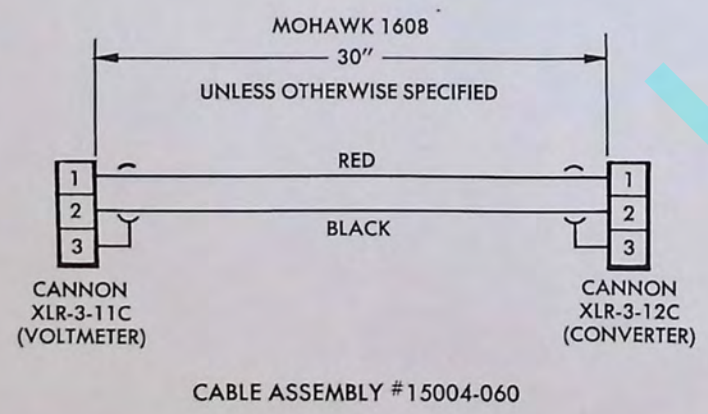 MOHAWK 1608
30"
UNLESS OTHERWISE SPECIFIED
RED
1
1
2
2
BLACK
3
3
CANNON
XLR-3-11C
(VOLTMETER)
CANNON
XLR-3-12C
(CONVERTER)
CABLE ASSEMBLY #15004-060